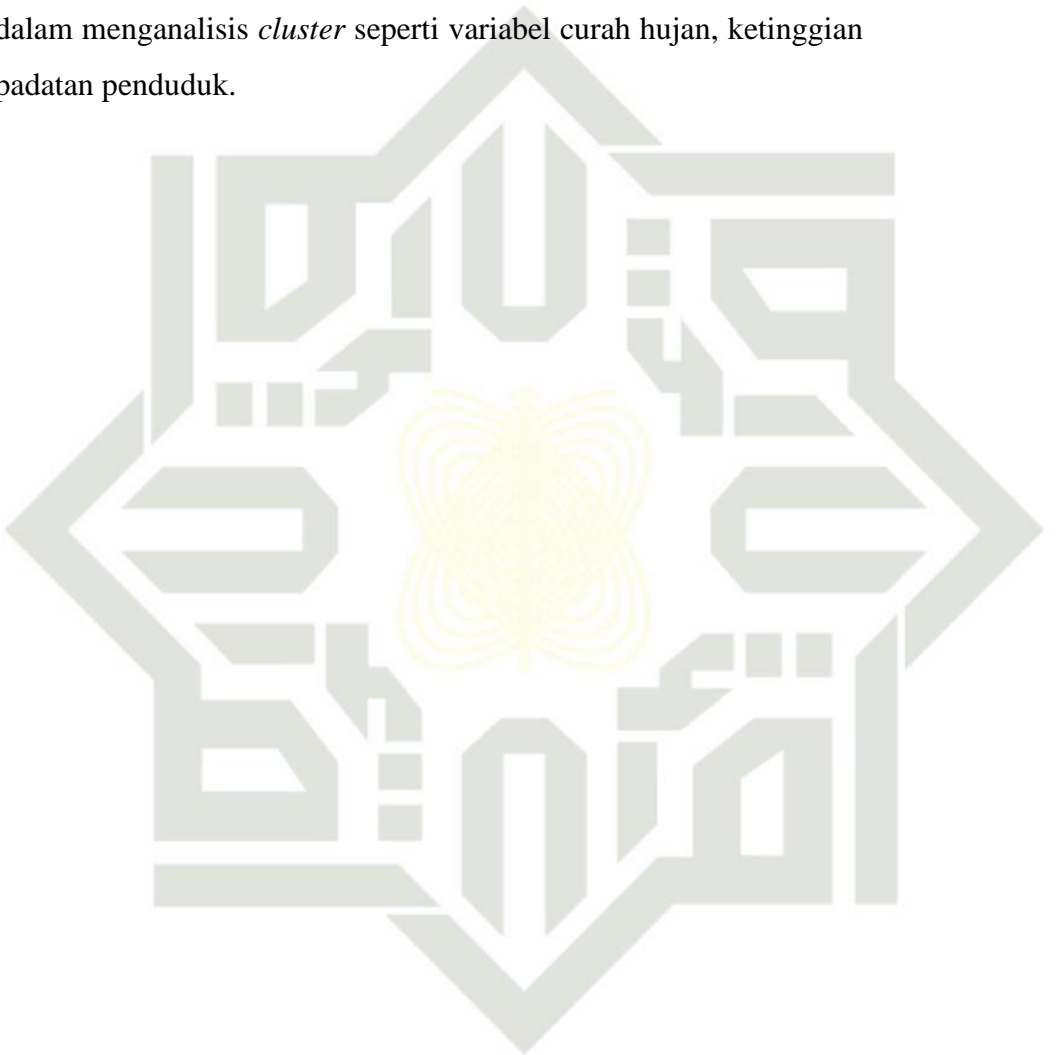 dalam menganalisis cluster seperti variabel curah hujan, ketinggian
padatan penduduk.